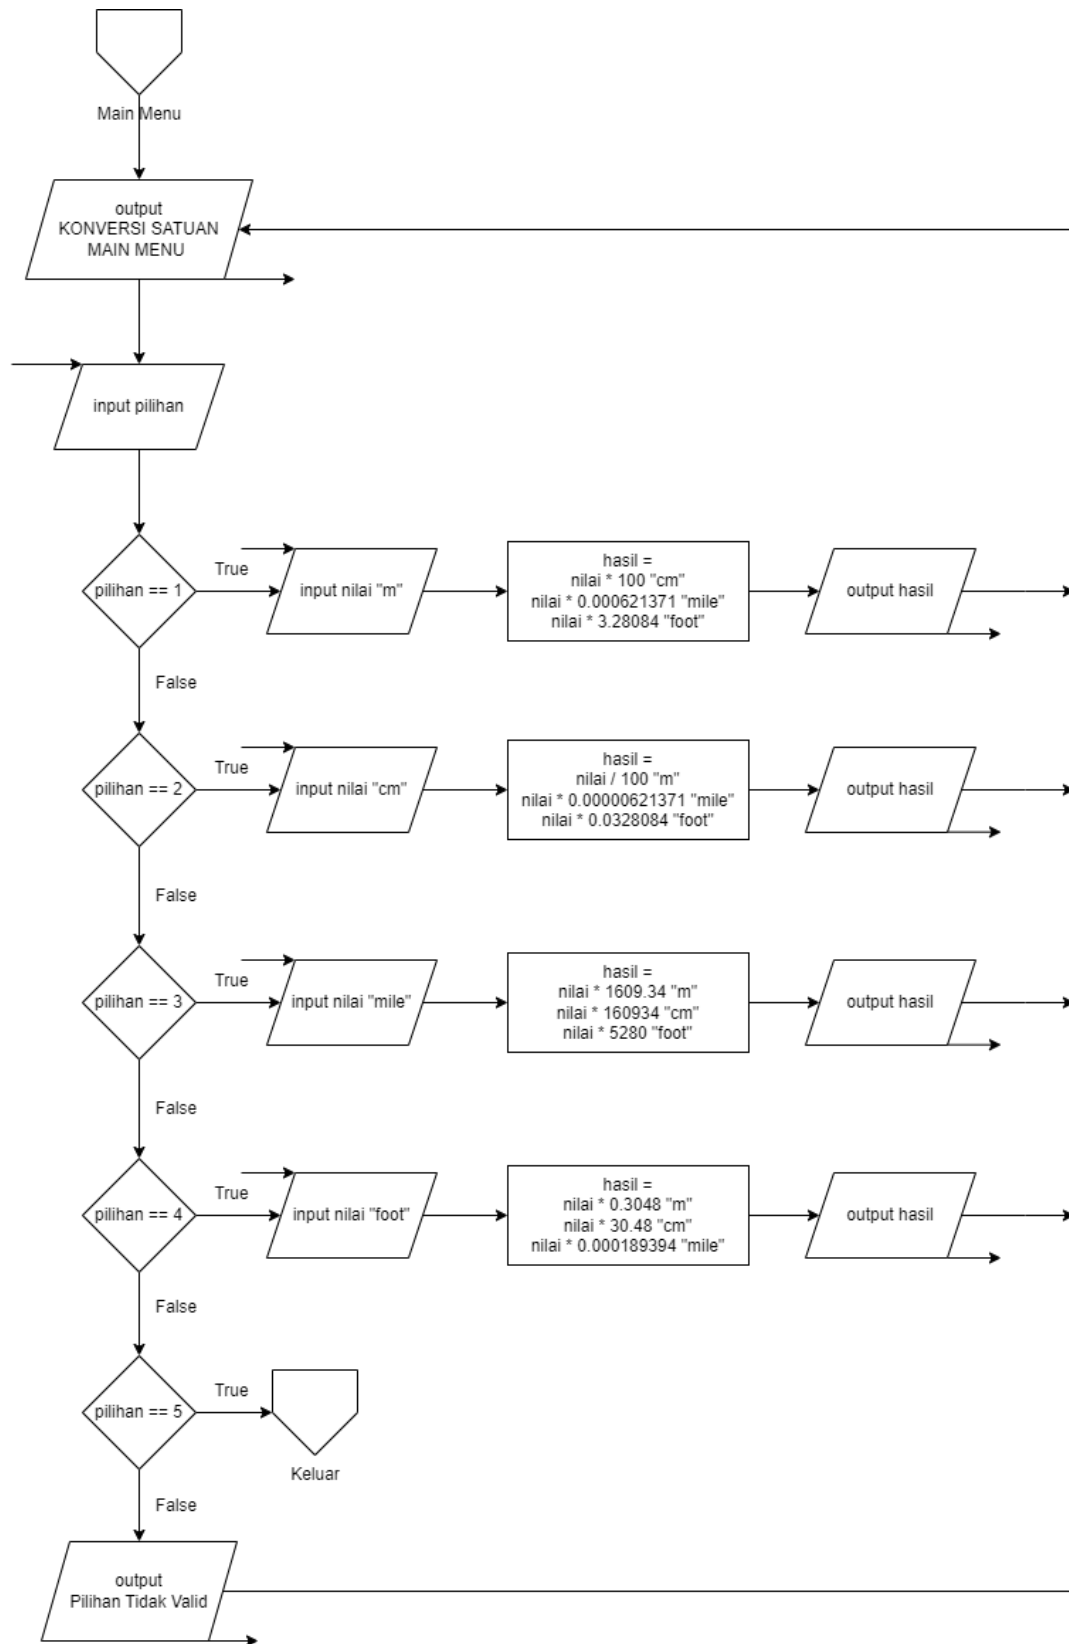 Main Menu
output
KONVERSI SATUAN
MAIN MENU
input pilihan
pilihan == 1
True
input nilai "m"
hasil =
nilai * 100 "cm"
nilai * 0.000621371 "mile"
nilai * 3.28084 "foot"
output hasil
False
pilihan == 2
True
input nilai "cm"
hasil =
nilai / 100 "m"
nilai * 0.00000621371 "mile"
nilai * 0.0328084 "foot"
output hasil
False
pilihan == 3
True
input nilai "mile"
hasil =
nilai * 1609.34 "m"
nilai * 160934 "cm"
nilai * 5280 "foot"
output hasil
False
pilihan == 4
True
input nilai "foot"
hasil =
nilai * 0.3048 "m"
nilai * 30.48 "cm"
nilai * 0.000189394 "mile"
output hasil
False
pilihan == 5
True
Keluar
False
output
Pilihan Tidak Valid